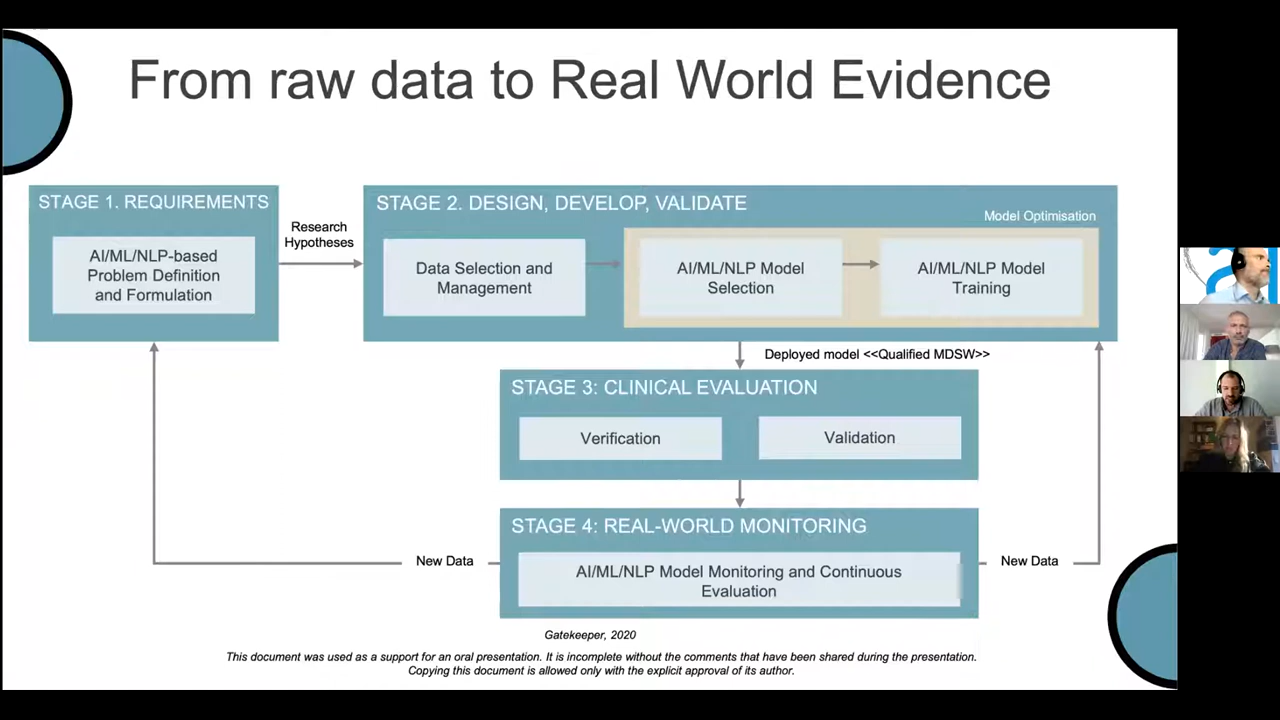 From raw data to Real World Evidence
STAGE 1. REQUIREMENTS
AI/ML/NLP-based
Problem Definition
and Formulation
Research
Hypotheses
STAGE 2. DESIGN, DEVELOP, VALIDATE
Model Optimisation
Data Selection and
Management
AI/ML/NLP Model
Selection
AI/ML/NLP Model
Training
Deployed model <<Qualified MDSW>>
STAGE 3: CLINICAL EVALUATION
Verification
Validation
STAGE 4: REAL-WORLD MONITORING
AI/ML/NLP Model Monitoring and Continuous
Evaluation
New Data
New Data
Gatekeeper, 2020
This document was used as a support for an oral presentation. It is incomplete without the comments that have been shared during the presentation.
Copying this document is allowed only with the explicit approval of its author.